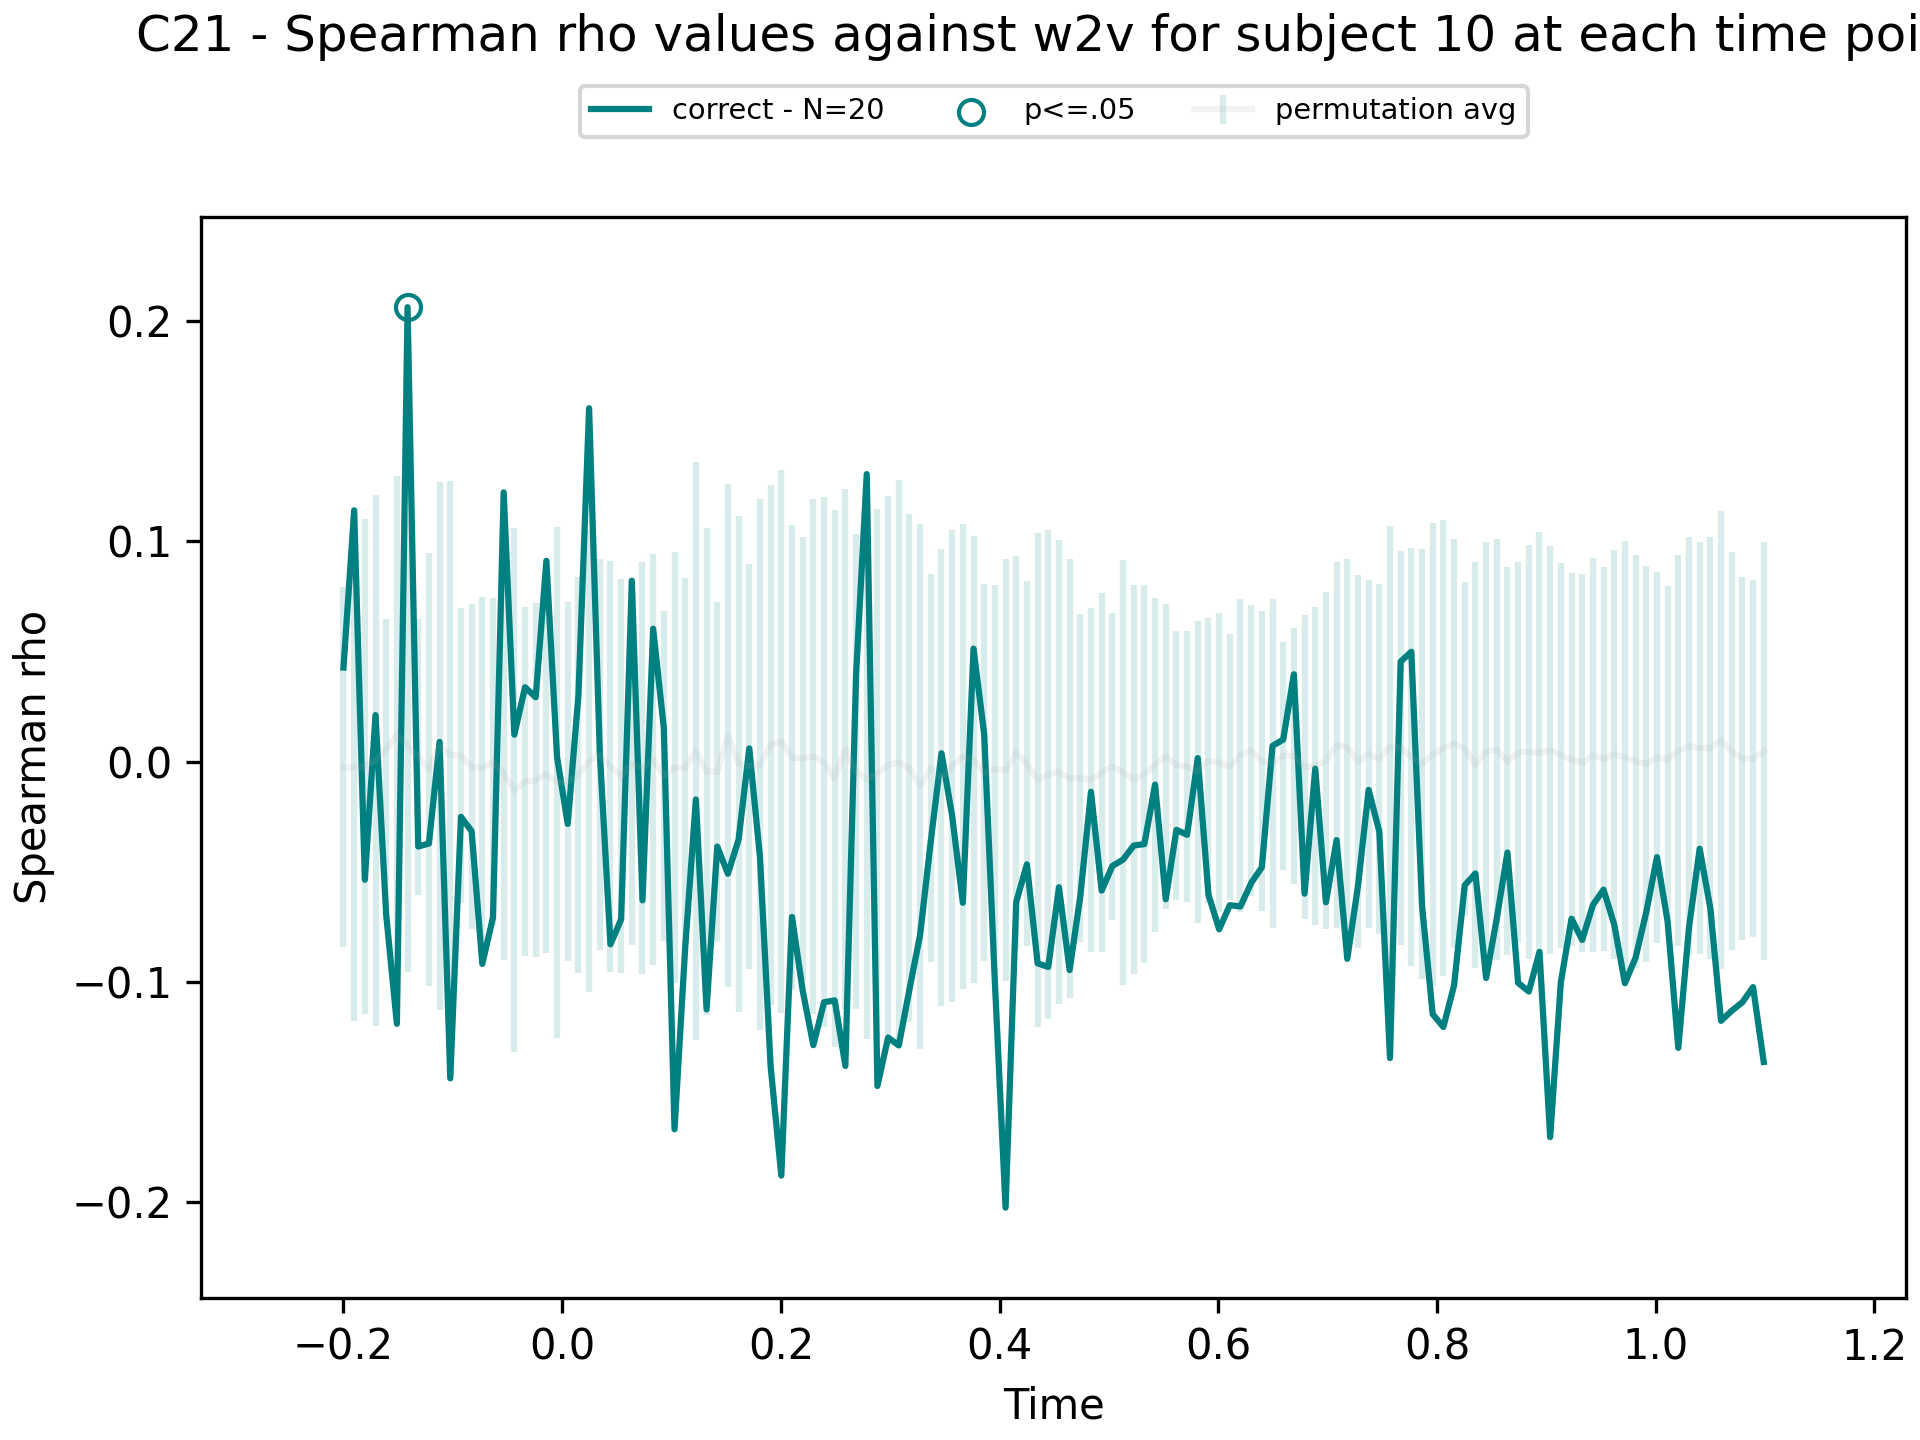 C21 - Spearman rho values against w2v for subject 10 at each time poi
correct - N=20 p<=.05 permutation avg
Spearman rho
0.2
0.1
0.0
−0.1
−0.2
−0.2 0.0 0.2 0.4 0.6 0.8 1.0 1.2
Time